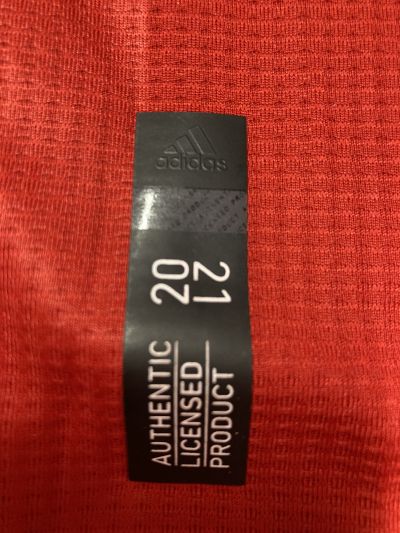 adidas
20
21
AUTHENTIC
LICENSED
PRODUCT